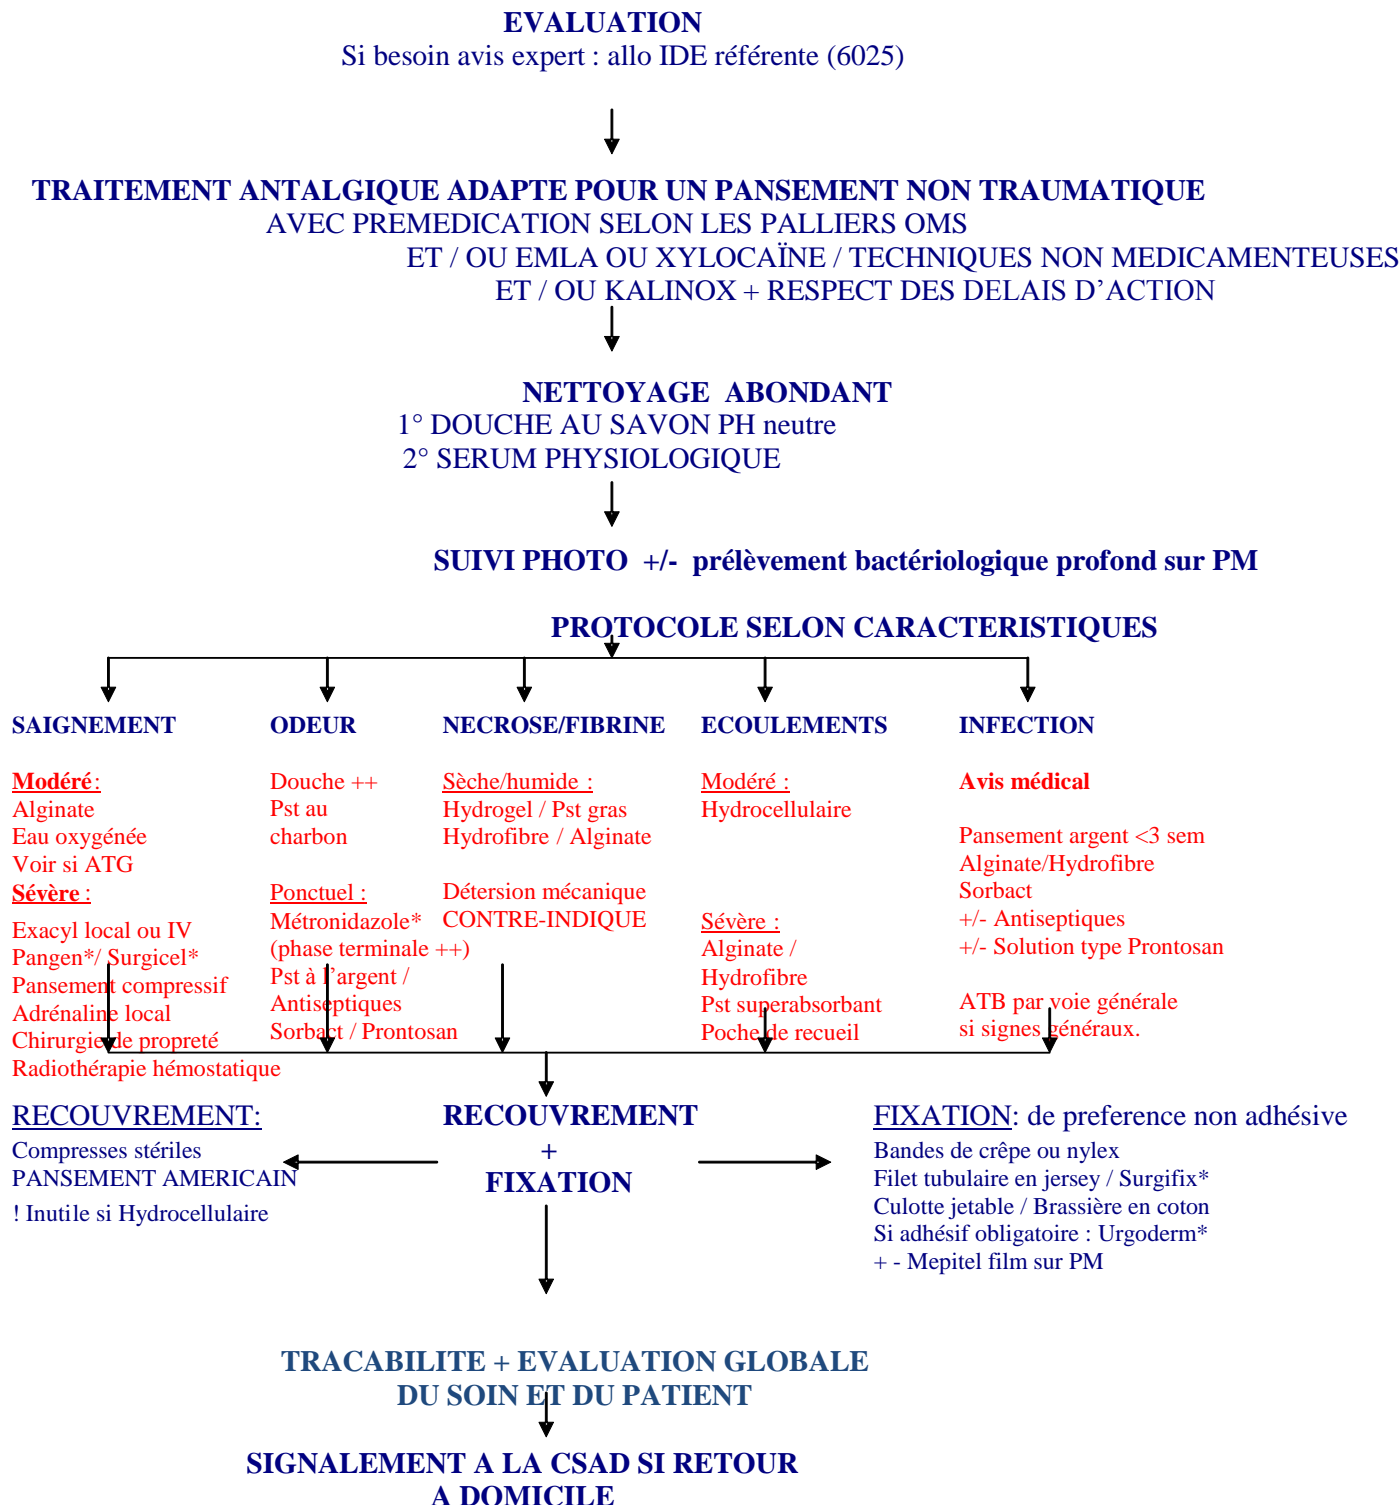 EVALUATION
Si besoin avis expert : allo IDE référente (6025)
TRAITEMENT ANTALGIQUE ADAPTE POUR UN PANSEMENT NON TRAUMATIQUE
AVEC PREMEDICATION SELON LES PALLIERS OMS
ET / OU EMLA OU XYLOCAÏNE / TECHNIQUES NON MEDICAMENTEUSES
ET / OU KALINOX + RESPECT DES DELAIS D'ACTION
NETTOYAGE ABONDANT
1° DOUCHE AU SAVON PH neutre
2° SERUM PHYSIOLOGIQUE
SUIVI PHOTO +/- prélèvement bactériologique profond sur PM
PROTOCOLE SELON CARACTERISTIQUES
SAIGNEMENT
Modéré :
Alginate
Eau oxygénée
Voir si ATG
Sévère :
Exacyl local ou IV
Pangen*/ Surgicel*
Pansement compressif
Adrénaline local
Chirurgie de propreté
Radiothérapie hémostatique
ODEUR
Douche ++
Pst au
charbon
Ponctuel :
Métronidazole*
(phase terminale ++)
Pst à l'argent /
Antiseptiques
Sorbact / Prontosan
NECROSE/FIBRINE
Sèche/humide :
Hydrogel / Pst gras
Hydrofibre / Alginate
Détersion mécanique
CONTRE-INDIQUE
ECOULEMENTS
Modéré :
Hydrocellulaire
Sévère :
Alginate /
Hydrofibre
Pst superabsorbant
Poche de recueil
INFECTION
Avis médical
Pansement argent <3 sem
Alginate/Hydrofibre
Sorbact
+/- Antiseptiques
+/- Solution type Prontosan
ATB par voie générale
si signes généraux.
RECOUVREMENT:
Compresses stériles
PANSEMENT AMERICAIN
! Inutile si Hydrocellulaire
RECOUVREMENT
+
FIXATION
FIXATION: de preference non adhésive
Bandes de crêpe ou nylex
Filet tubulaire en jersey / Surgifix*
Culotte jetable / Brassière en coton
Si adhésif obligatoire : Urgoderm*
+ - Mepitel film sur PM
TRACABILITE + EVALUATION GLOBALE
DU SOIN ET DU PATIENT
SIGNALEMENT A LA CSAD SI RETOUR
A DOMICILE